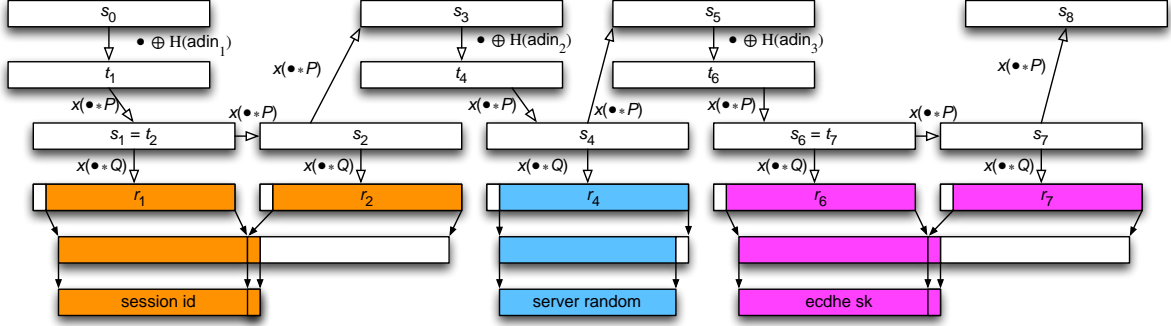 s0 s3 s5 s8
• ⊕ H(adin1) • ⊕ H(adin2) • ⊕ H(adin3)
t1 t4 t6
x(•*P) x(•*P) x(•*P) x(•*P)
x(•*P) x(•*P) x(•*P) x(•*P)
s1 = t2 s2 s4 s6 = t7 s7
x(•*Q) x(•*Q) x(•*Q) x(•*Q) x(•*Q)
r1 r2 r4 r6 r7
session id server random ecdhe sk